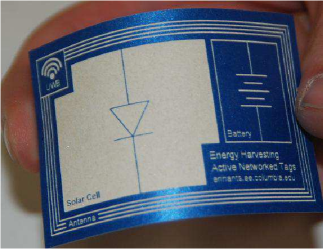 UWB
Battery
Energy Harvesting
Active Networked Tags
enhants.ee.columbia.edu
Solar Cell
Antenna